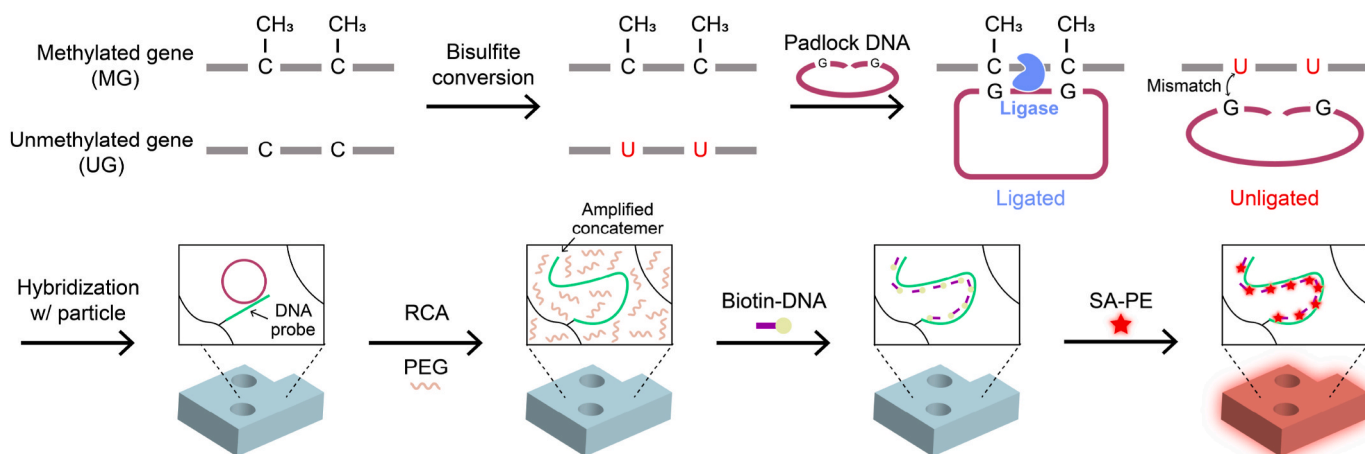 CH₃ CH₃
Methylated gene
(MG)
C C
Bisulfite
conversion
CH₃ CH₃
C C
Padlock DNA
G G
CH₃ CH₃
C C
G G
Ligase
Ligated
U U
Mismatch
G G
Unligated
Unmethylated gene
(UG)
C C
U U
Hybridization
w/ particle
DNA
probe
RCA
PEG
Amplified
concatemer
Biotin-DNA
SA-PE